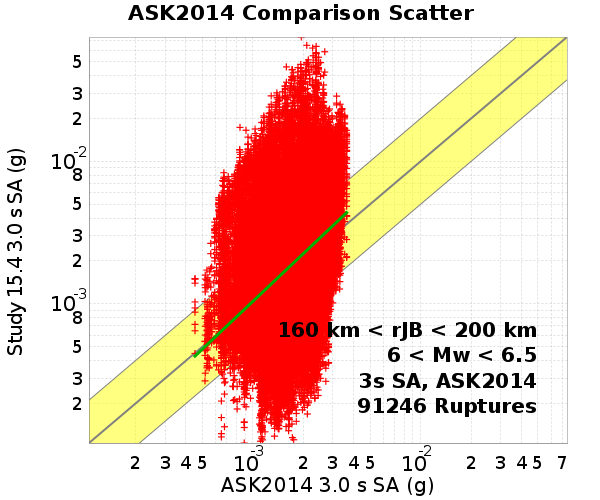 ASK2014 Comparison Scatter
Study 15.4 3.0 s SA (g)
5
3
2
10-2
8
5
3
2
10-3
8
5
3
2
160 km < rJB < 200 km
6 < Mw < 6.5
3s SA, ASK2014
91246 Ruptures
2 3 4 5 10-3 2 3 4 5 10-2 2 3 4 5 7
ASK2014 3.0 s SA (g)